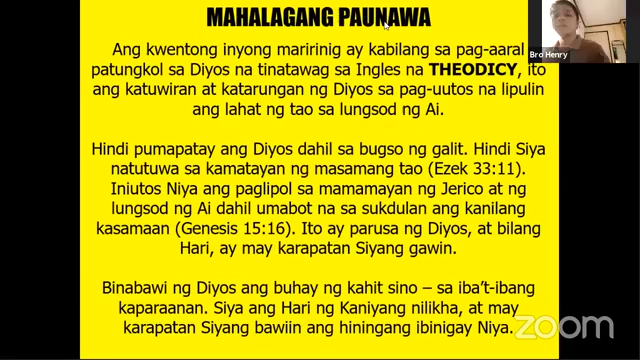 MAHALAGANG PAUNAWA
Ang kwentong inyong maririnig ay kabilang sa pag-aaral
patungkol sa Diyos na tinatawag sa Ingles na THEODICY, ito
ang katuwiran at katarungan ng Diyos sa pag-uutos na lipulin
ang lahat ng tao sa lungsod ng Ai.
Hindi pumapatay ang Diyos dahil sa bugso ng galit. Hindi Siya
natutuwa sa kamatayan ng masamang tao (Ezek 33:11).
Iniutos Niya ang paglipol sa mamamayan ng Jerico at ng
lungsod ng Ai dahil umabot na sa sukdulan ang kanilang
kasamaan (Genesis 15:16). Ito ay parusa ng Diyos, at bilang
Hari, ay may karapatan Siyang gawin.
Binabawi ng Diyos ang buhay ng kahit sino – sa iba't-ibang
kaparaanan. Siya ang Hari ng Kaniyang nilikha, at may
karapatan Siyang bawiin ang hiningang ibinigay Niya.
Bro Henry
zoom